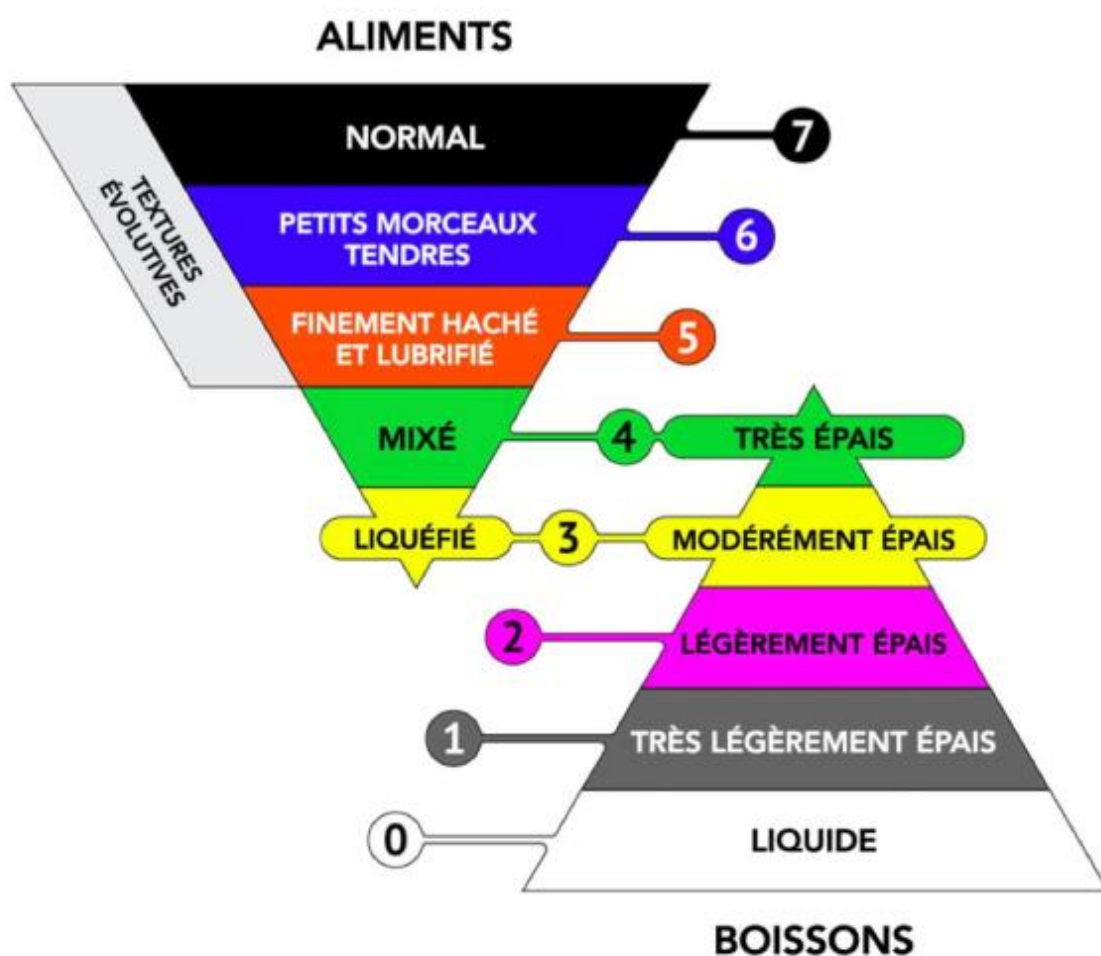 ALIMENTS
NORMAL
7
TEXTURES
ÉVOLUTIVES
PETITS MORCEAUX
TENDRES
6
FINEMENT HACHÉ
ET LUBRIFIÉ
5
MIXÉ
4
TRÈS ÉPAIS
LIQUÉFIÉ
3
MODÉRÉMENT ÉPAIS
2
LÉGÈREMENT ÉPAIS
1
TRÈS LÉGÈREMENT ÉPAIS
0
LIQUIDE
BOISSONS